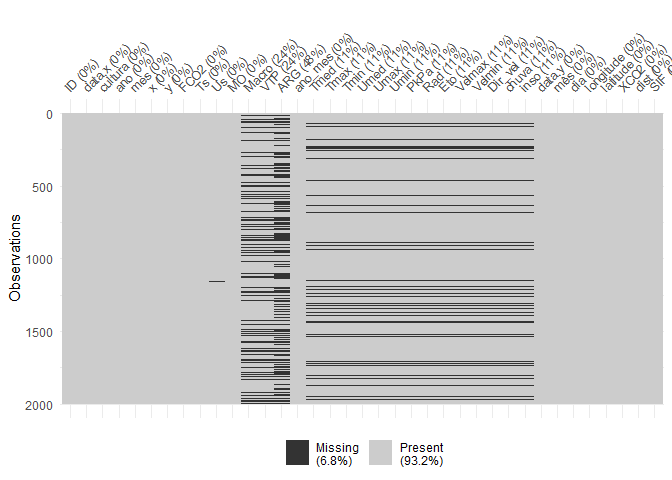 ID (0%)
data.x (0%)
cultura (0%)
ano (0%)
mes (0%)
x (0%)
y (0%)
FCO2 (0%)
Ts (0%)
Us (0%)
MO (0%)
Macro (24%)
VTP (24%)
ARG (48%)
ano_mes (0%)
Tmed (11%)
Tmax (11%)
Tmin (11%)
Umed (11%)
Umax (11%)
Umin (11%)
PkPa (11%)
Rad (11%)
Eto (11%)
Velmax (11%)
Velmin (11%)
Dir_vel (11%)
chuva (11%)
inso (11%)
data.y (0%)
mês (0%)
dia (0%)
longitude (0%)
latitude (0%)
XCO2 (0%)
dist (0%)
SIF
0
500
1000
1500
2000
Observations
Missing
(6.8%)
Present
(93.2%)